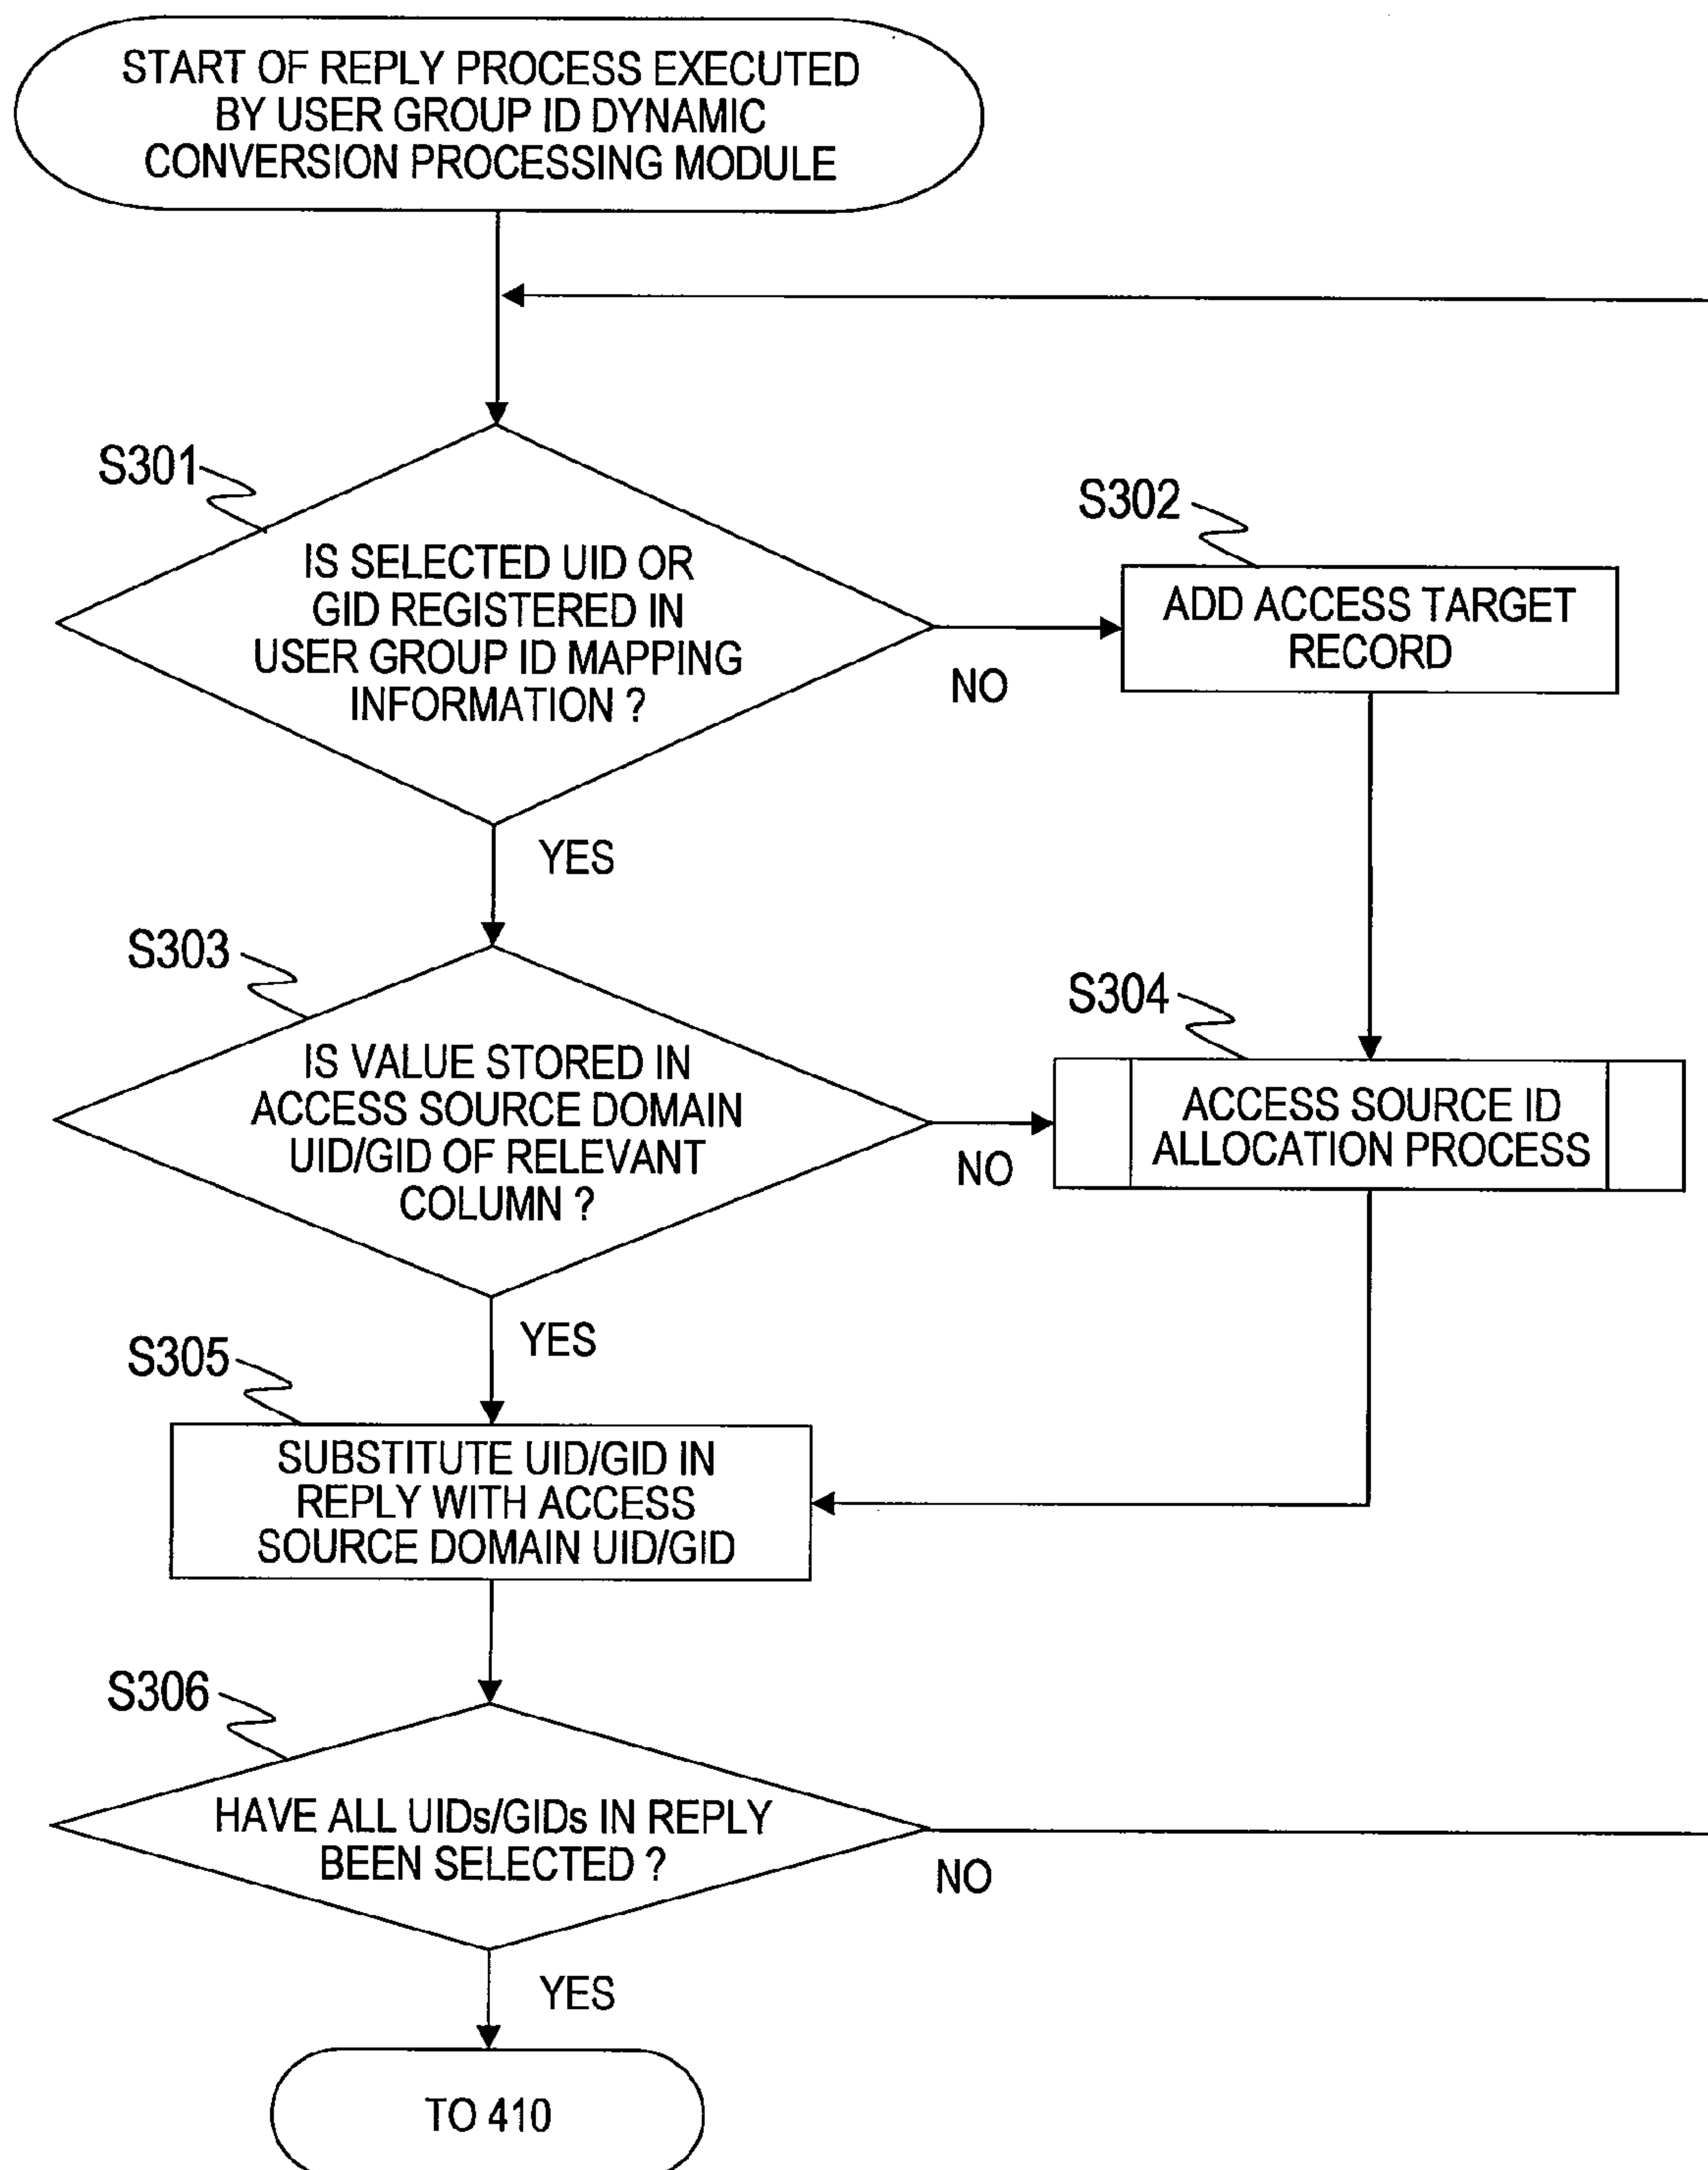 START OF REPLY PROCESS EXECUTED
BY USER GROUP ID DYNAMIC
CONVERSION PROCESSING MODULE
S301
IS SELECTED UID OR
GID REGISTERED IN
USER GROUP ID MAPPING
INFORMATION ?
NO
S302
ADD ACCESS TARGET
RECORD
YES
S303
IS VALUE STORED IN
ACCESS SOURCE DOMAIN
UID/GID OF RELEVANT
COLUMN ?
NO
S304
ACCESS SOURCE ID
ALLOCATION PROCESS
YES
S305
SUBSTITUTE UID/GID IN
REPLY WITH ACCESS
SOURCE DOMAIN UID/GID
S306
HAVE ALL UIDs/GIDs IN REPLY
BEEN SELECTED ?
NO
YES
TO 410